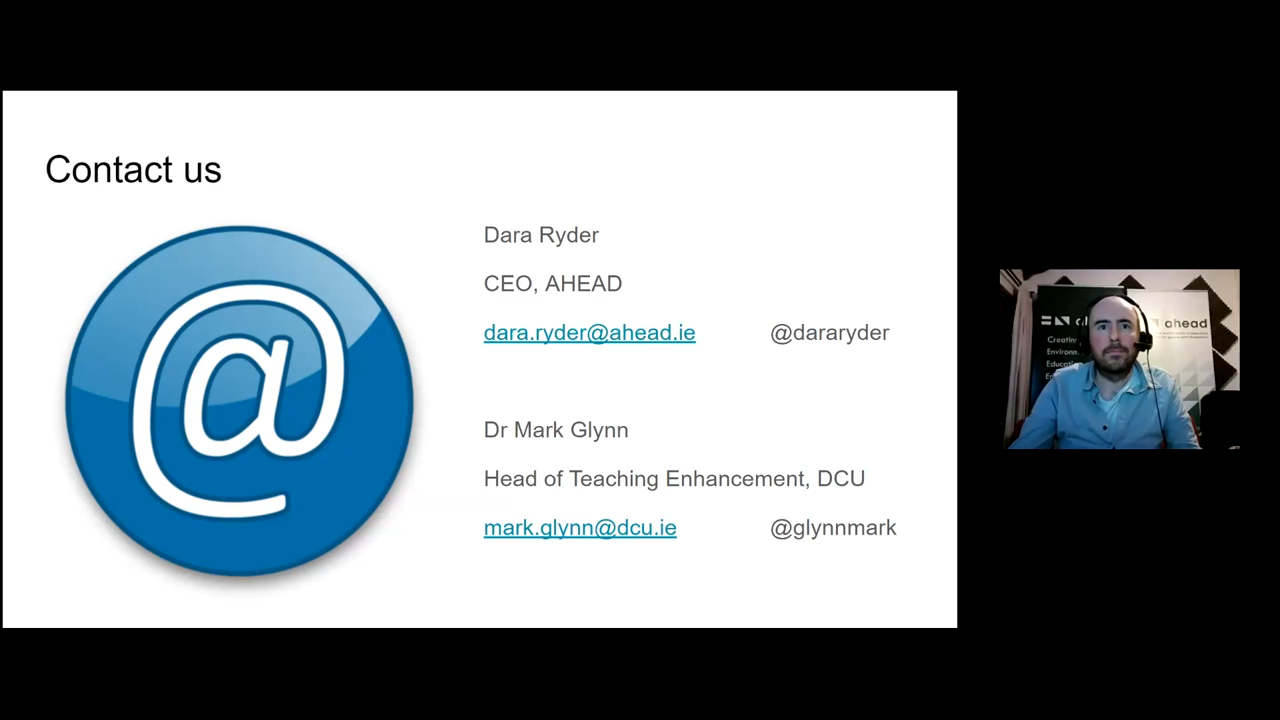 Contact us
@
Dara Ryder
CEO, AHEAD
dara.ryder@ahead.ie @dararyder
Dr Mark Glynn
Head of Teaching Enhancement, DCU
mark.glynn@dcu.ie @glynnmark
ahead
Creating